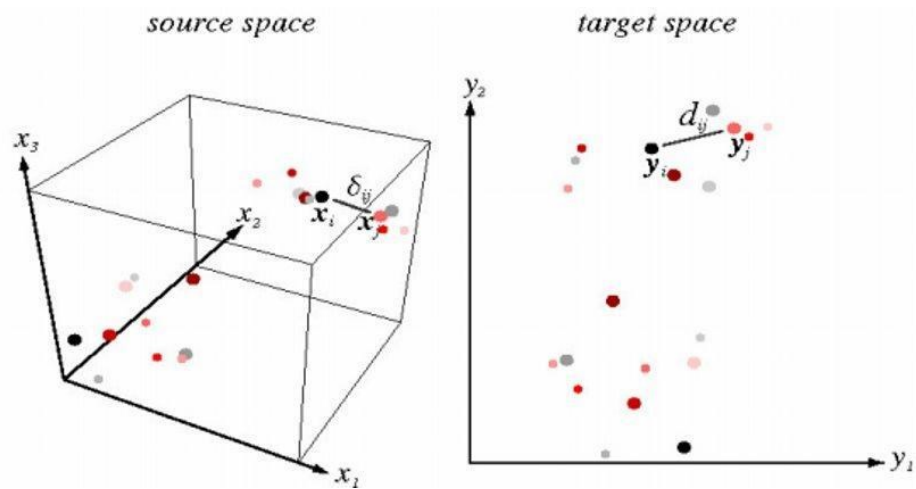 source space
target space
x₃
x₂
x₁
δᵢⱼ
xᵢ
xⱼ
y₂
dᵢⱼ
yᵢ
yⱼ
y₁